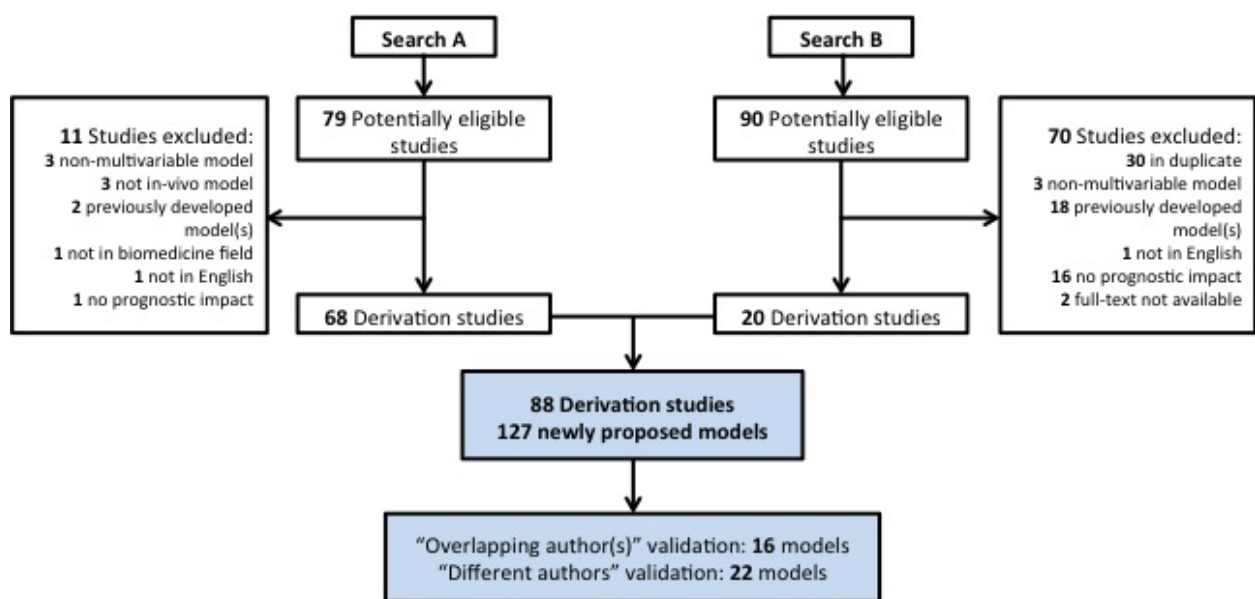 Search A
Search B
79 Potentially eligible
studies
90 Potentially eligible
studies
11 Studies excluded:
3 non-multivariable model
3 not in-vivo model
2 previously developed
model(s)
1 not in biomedicine field
1 not in English
1 no prognostic impact
70 Studies excluded:
30 in duplicate
3 non-multivariable model
18 previously developed
model(s)
1 not in English
16 no prognostic impact
2 full-text not available
68 Derivation studies
20 Derivation studies
88 Derivation studies
127 newly proposed models
“Overlapping author(s)” validation: 16 models
“Different authors” validation: 22 models